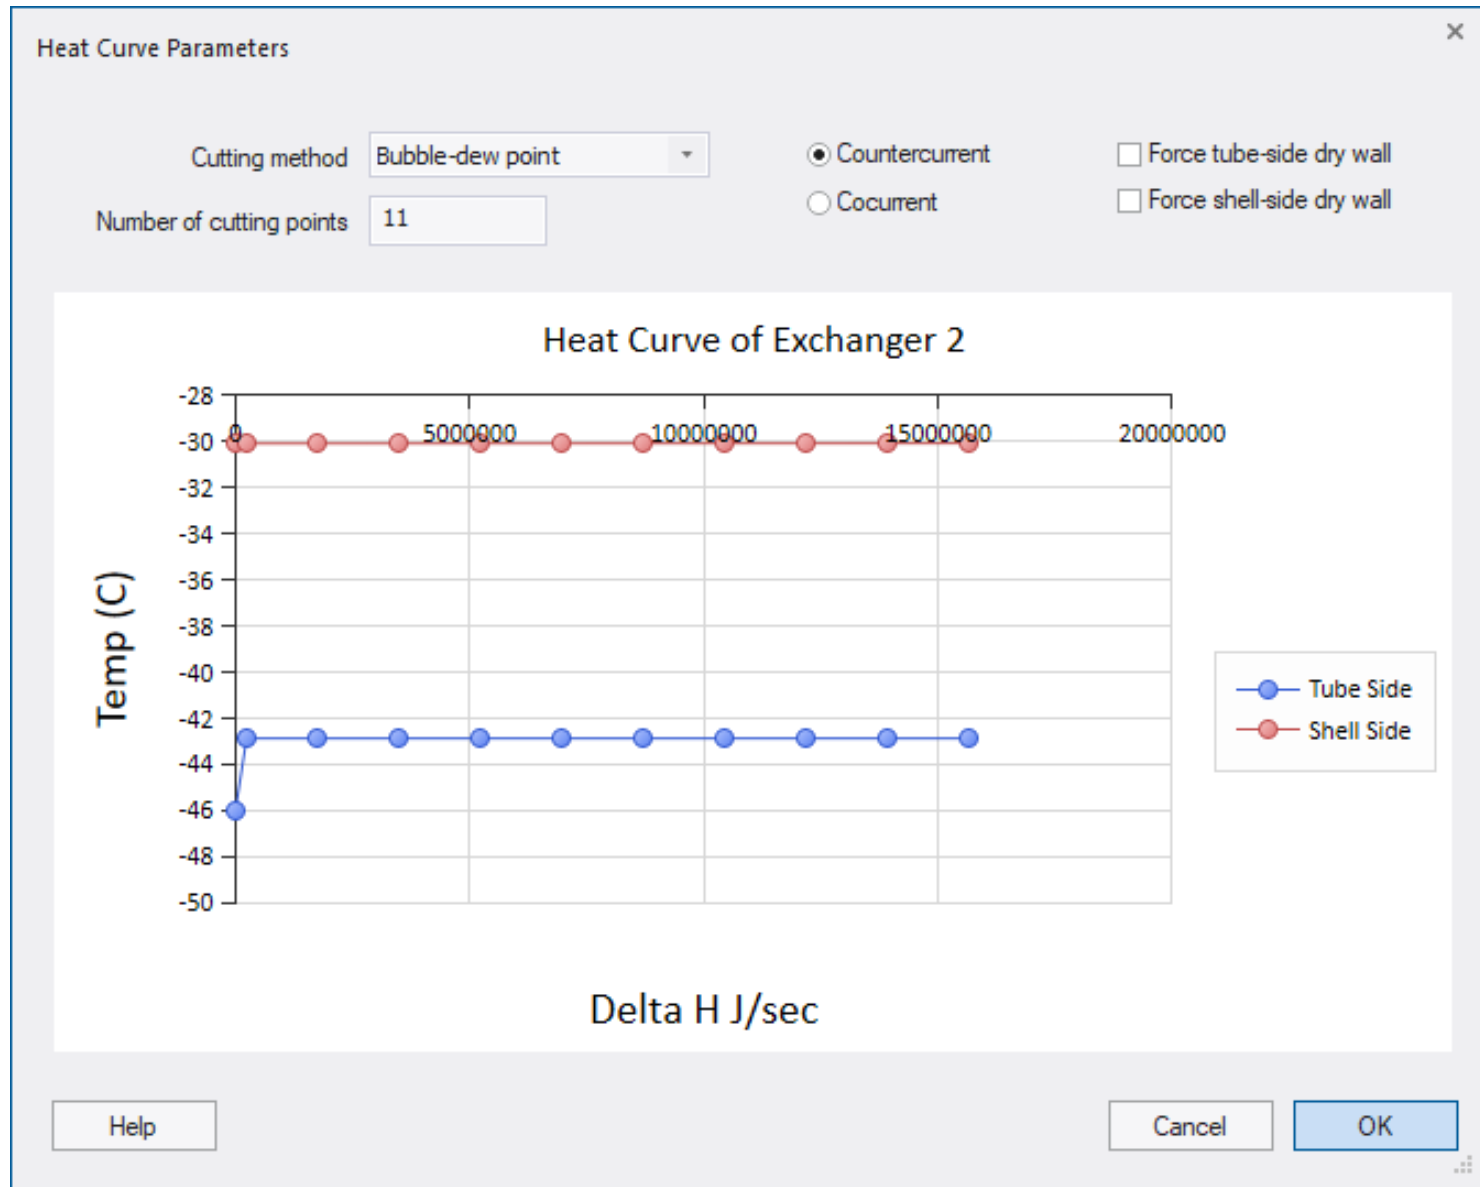 Heat Curve Parameters
Cutting method Bubble-dew point Countercurrent Force tube-side dry wall
Number of cutting points 11 Cocurrent Force shell-side dry wall
Heat Curve of Exchanger 2
-28
-30 0 5000000 10000000 15000000 20000000
-32
-34
-36
-38
-40
-42
-44
-46
-48
-50
Temp (C)
Tube Side
Shell Side
Delta H J/sec
Help Cancel OK